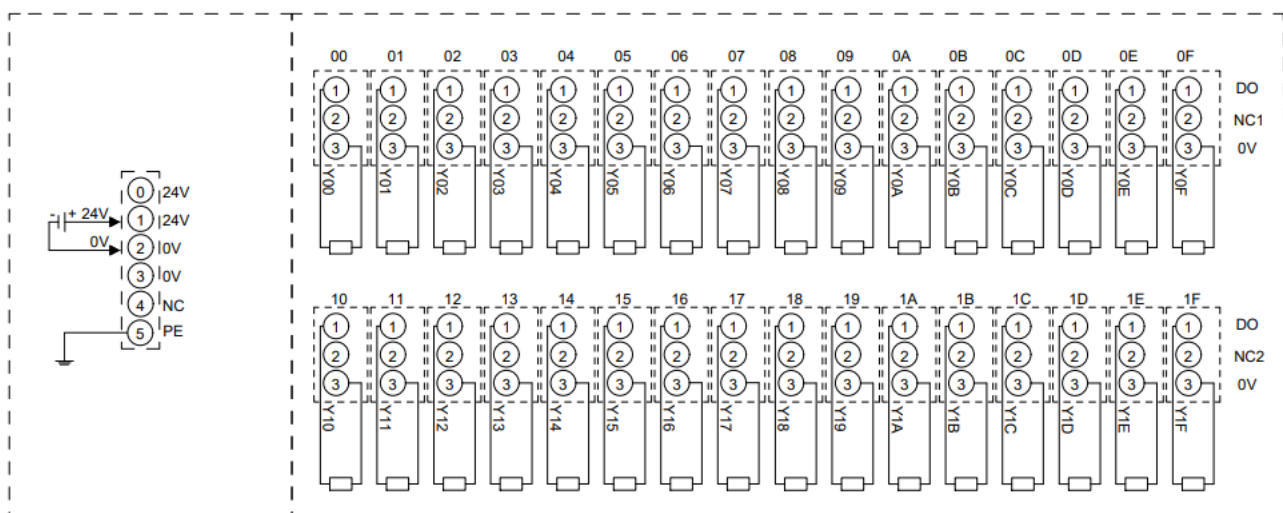 00 01 02 03 04 05 06 07 08 09 0A 0B 0C 0D 0E 0F
1 1 1 1 1 1 1 1 1 1 1 1 1 1 1 1 DO
2 2 2 2 2 2 2 2 2 2 2 2 2 2 2 2 NC1
3 3 3 3 3 3 3 3 3 3 3 3 3 3 3 3 0V
Y00 Y01 Y02 Y03 Y04 Y05 Y06 Y07 Y08 Y09 Y0A Y0B Y0C Y0D Y0E Y0F
0 24V
- + 24V 1 24V
0V 2 0V
3 0V
4 NC
5 PE
10 11 12 13 14 15 16 17 18 19 1A 1B 1C 1D 1E 1F
1 1 1 1 1 1 1 1 1 1 1 1 1 1 1 1 DO
2 2 2 2 2 2 2 2 2 2 2 2 2 2 2 2 NC2
3 3 3 3 3 3 3 3 3 3 3 3 3 3 3 3 0V
Y10 Y11 Y12 Y13 Y14 Y15 Y16 Y17 Y18 Y19 Y1A Y1B Y1C Y1D Y1E Y1F